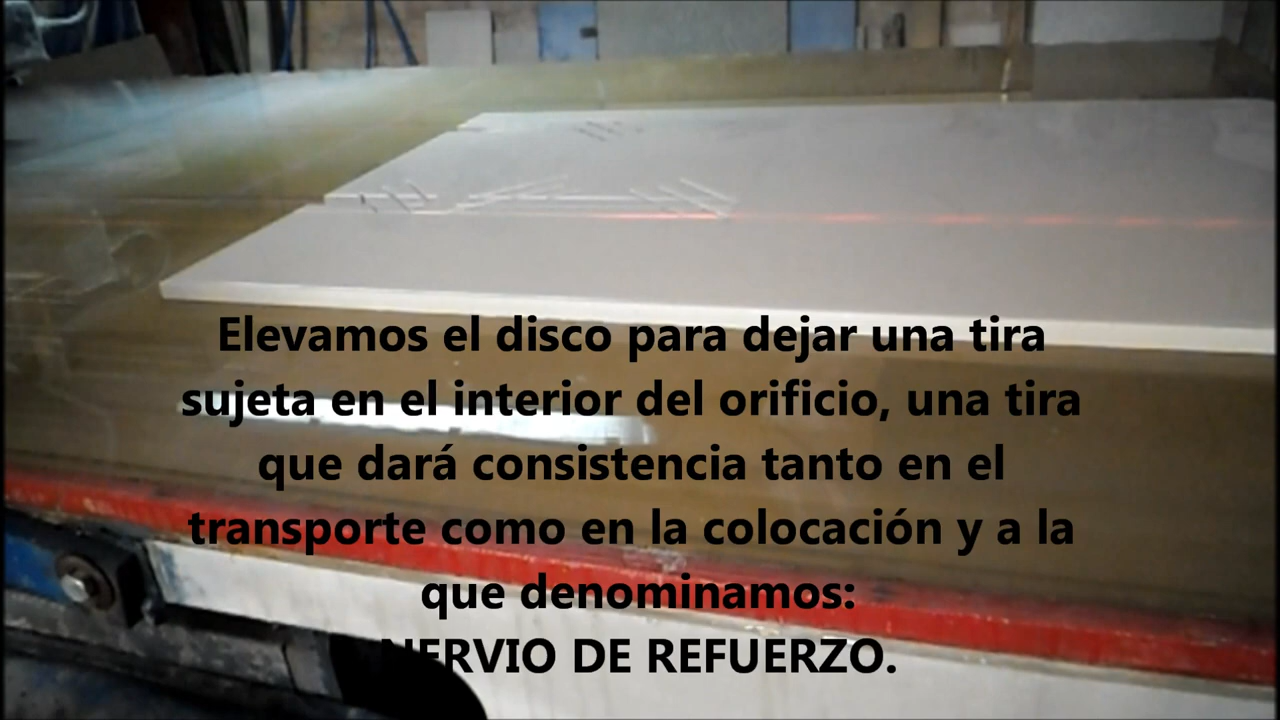 Elevamos el disco para dejar una tira
sujeta en el interior del orificio, una tira
que dará consistencia tanto en el
transporte como en la colocación y a la
que denominamos:
NERVIO DE REFUERZO.